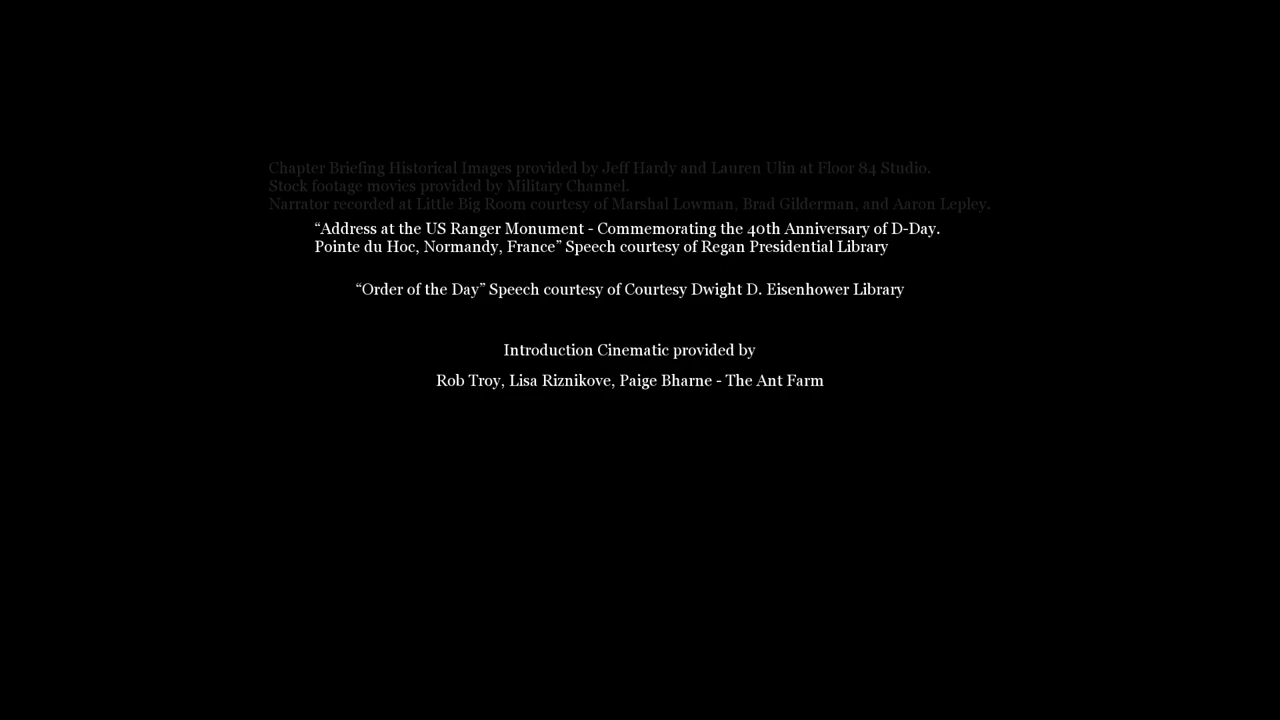 Chapter Briefing Historical Images provided by Jeff Hardy and Lauren Ulin at Floor 84 Studio.
Stock footage movies provided by Military Channel.
Narrator recorded at Little Big Room courtesy of Marshal Lowman, Brad Gilderman, and Aaron Lepley.
“Address at the US Ranger Monument - Commemorating the 40th Anniversary of D-Day.
Pointe du Hoc, Normandy, France” Speech courtesy of Regan Presidential Library
“Order of the Day” Speech courtesy of Courtesy Dwight D. Eisenhower Library
Introduction Cinematic provided by
Rob Troy, Lisa Riznikove, Paige Bharne - The Ant Farm